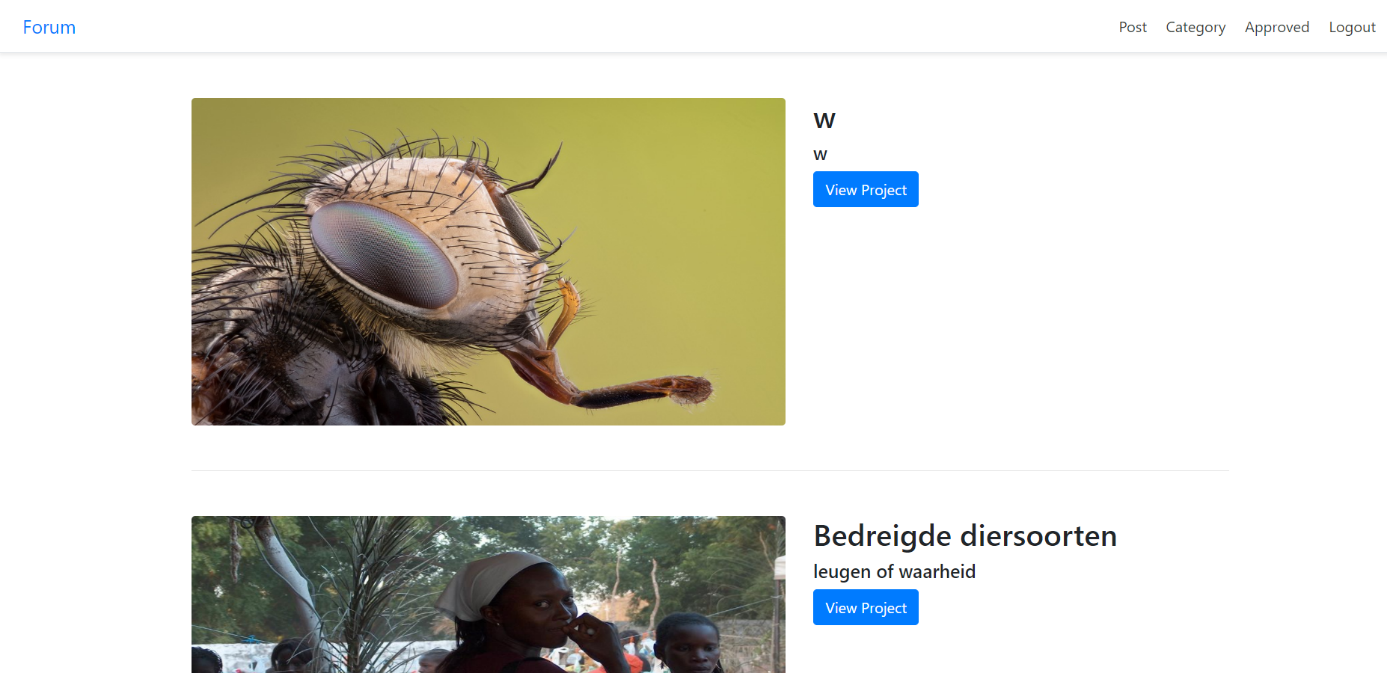 Forum
Post Category Approved Logout
w
w
View Project
Bedreigde diersoorten
leugen of waarheid
View Project